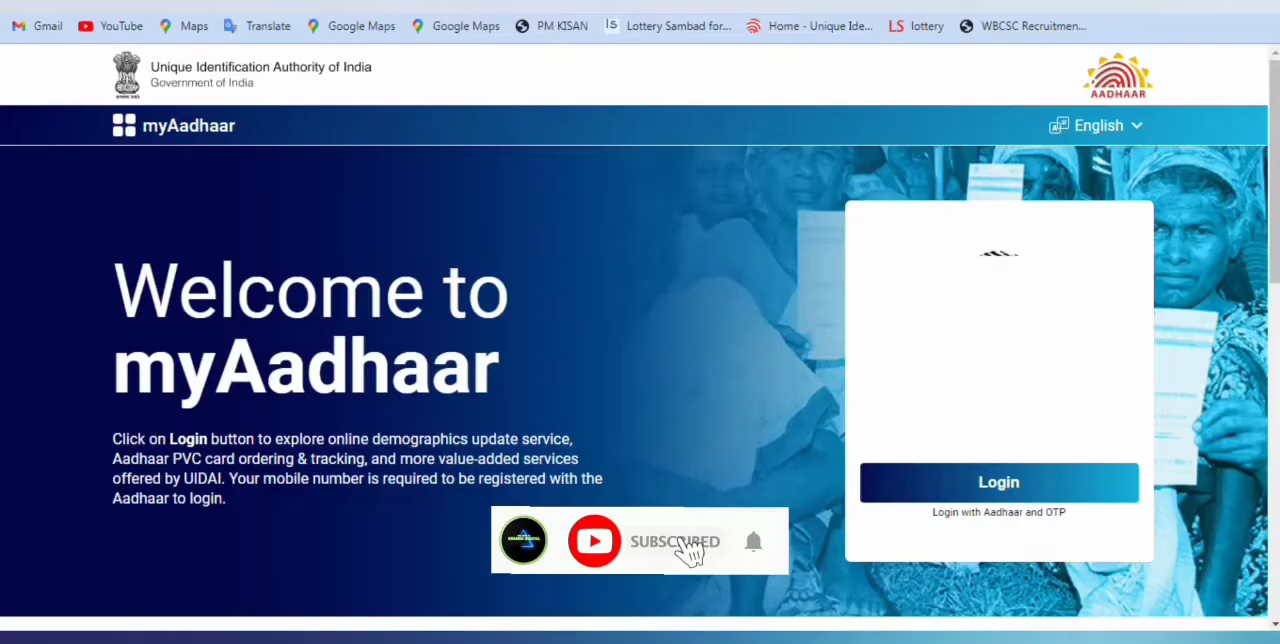 Gmail YouTube Maps Translate Google Maps Google Maps PM KISAN LS Lottery Sambad for... Home - Unique Ide... LS lottery WBCSC Recruitmen...
Unique Identification Authority of India
Government of India
AADHAAR
myAadhaar
English
Welcome to
myAadhaar
Click on Login button to explore online demographics update service,
Aadhaar PVC card ordering & tracking, and more value-added services
offered by UIDAI. Your mobile number is required to be registered with the
Aadhaar to login.
Login
Login with Aadhaar and OTP
SUBSCRIBED